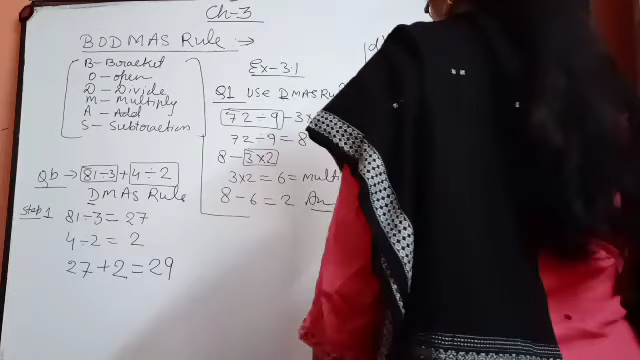 Ch-3
BODMAS Rule →
B- Bracket
O - open
D - Divide
M - Multiply
A - Add
S - Subtraction
Qb → 81÷3 + 4÷2
DMAS Rule
Step 1
81÷3 = 27
4÷2 = 2
27+2=29
Ex-3.1
Q1 USE DMAS Ru
72÷9 - 3×
72÷9 = 8
8 - 3×2
3×2 = 6 = multi
8-6 = 2 An
(d)